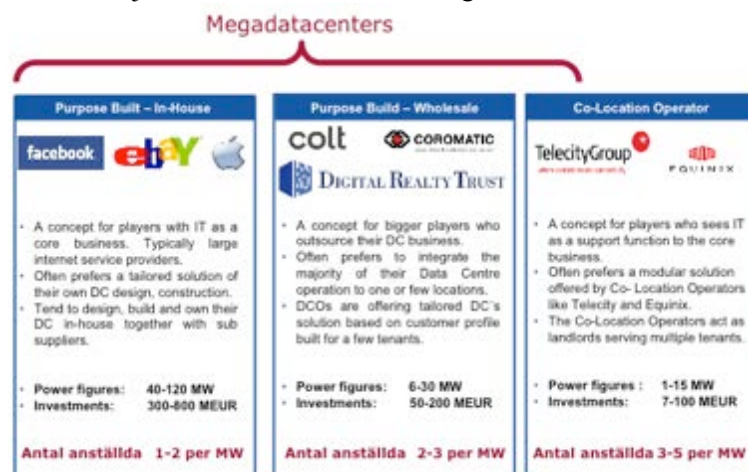 Megadatacenters
Purpose Built – In-House
facebook
ebaY
A concept for players with IT as a
core business. Typically large
internet service providers.
Often prefers a tailored solution of
their own DC design, construction.
Tend to design, build and own their
DC in-house together with sub
suppliers.
Power figures: 40-120 MW
Investments: 300-800 MEUR
Antal anställda 1-2 per MW
Purpose Build – Wholesale
colt
COROMATIC
DIGITAL REALTY TRUST
A concept for bigger players who
outsource their DC business.
Often prefers to integrate the
majority of their Data Centre
operation to one or few locations.
DCOs are offering tailored DC´s
solution based on customer profile
built for a few tenants.
Power figures: 6-30 MW
Investments: 50-200 MEUR
Antal anställda 2-3 per MW
Co-Location Operator
TelecityGroup
EQUINIX
A concept for players who sees IT
as a support function to the core
business.
Often prefers a modular solution
offered by Co- Location Operators
like Telecity and Equinix.
The Co-Location Operators act as
landlords serving multiple tenants.
Power figures : 1-15 MW
Investments: 7-100 MEUR
Antal anställda 3-5 per MW